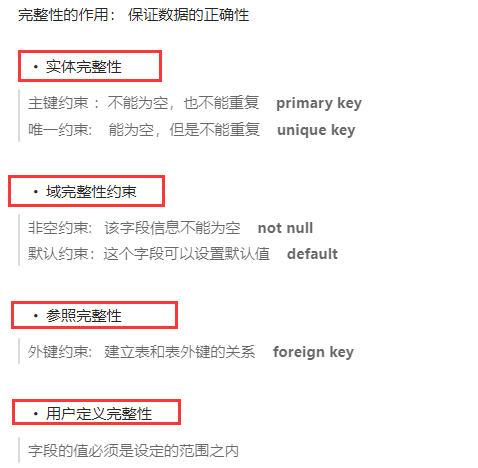 完整性的作用： 保证数据的正确性
• 实体完整性
主键约束 ：不能为空，也不能重复 primary key
唯一约束: 能为空，但是不能重复 unique key
• 域完整性约束
非空约束: 该字段信息不能为空 not null
默认约束：这个字段可以设置默认值 default
• 参照完整性
外键约束: 建立表和表外键的关系 foreign key
• 用户定义完整性
字段的值必须是设定的范围之内